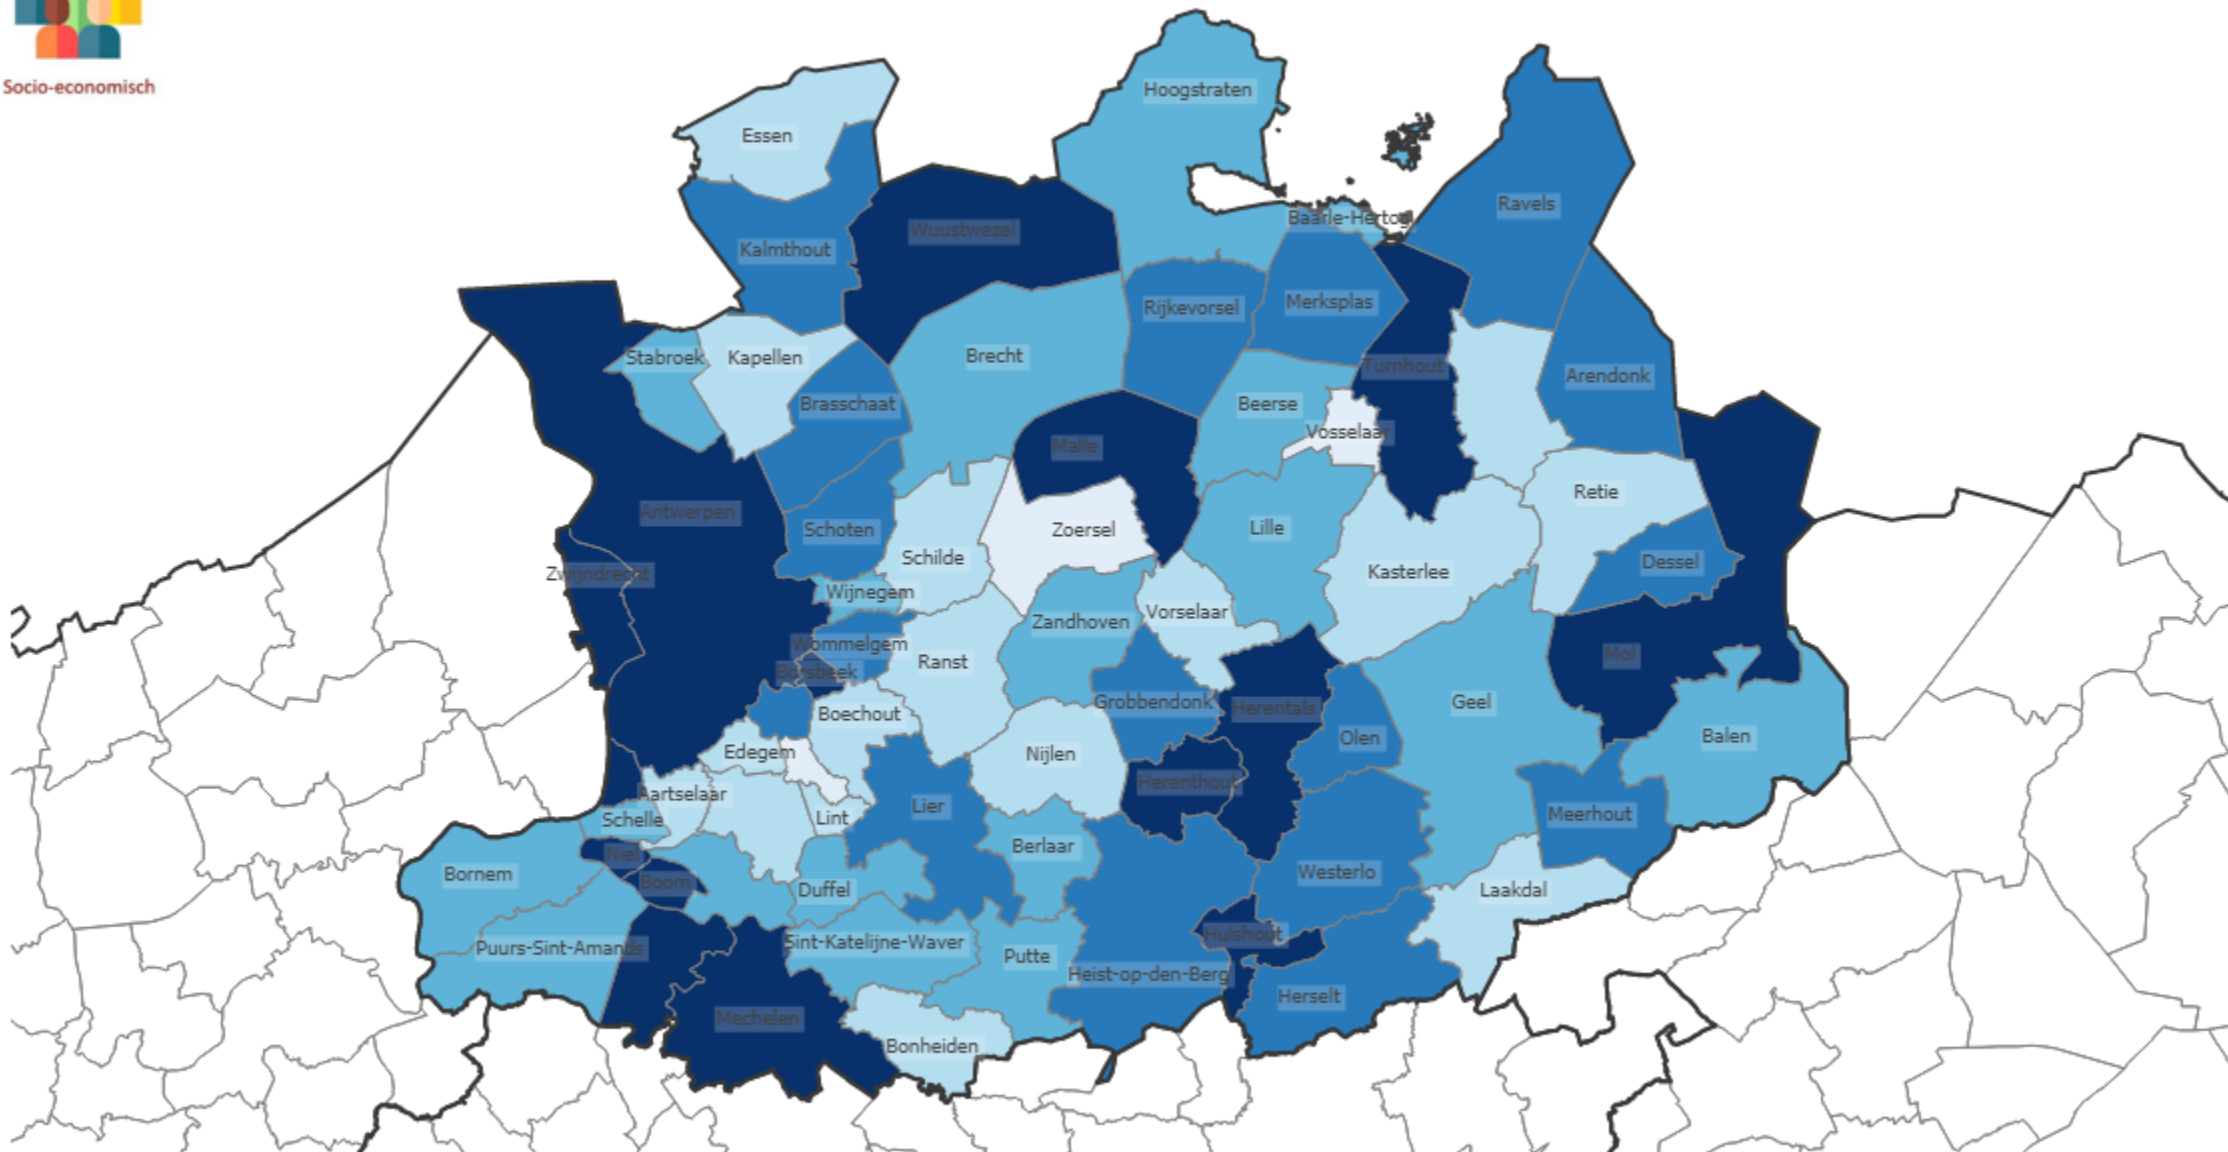 Socio-economisch
Hoogstraten
Essen
Ravels
Baarle-Hertog
Wuustwezel
Kalmthout
Merksplas
Rijkevorsel
Stabroek
Kapellen
Brecht
Turnhout
Arendonk
Brasschaat
Beerse
Vosselaar
Malle
Retie
Antwerpen
Schoten
Zoersel
Lille
Schilde
Dessel
Kasterlee
Zwijndrecht
Wijnegem
Vorselaar
Zandhoven
Wommelgem
Ranst
Mol
Borsbeek
Grobbendonk
Herentals
Geel
Boechout
Olen
Balen
Edegem
Nijlen
Herenthout
Aartselaar
Lier
Meerhout
Schelle
Lint
Berlaar
Niel
Westerlo
Bornem
Boom
Duffel
Laakdal
Hulshout
Sint-Katelijne-Waver
Puurs-Sint-Amands
Putte
Heist-op-den-Berg
Herselt
Mechelen
Bonheiden